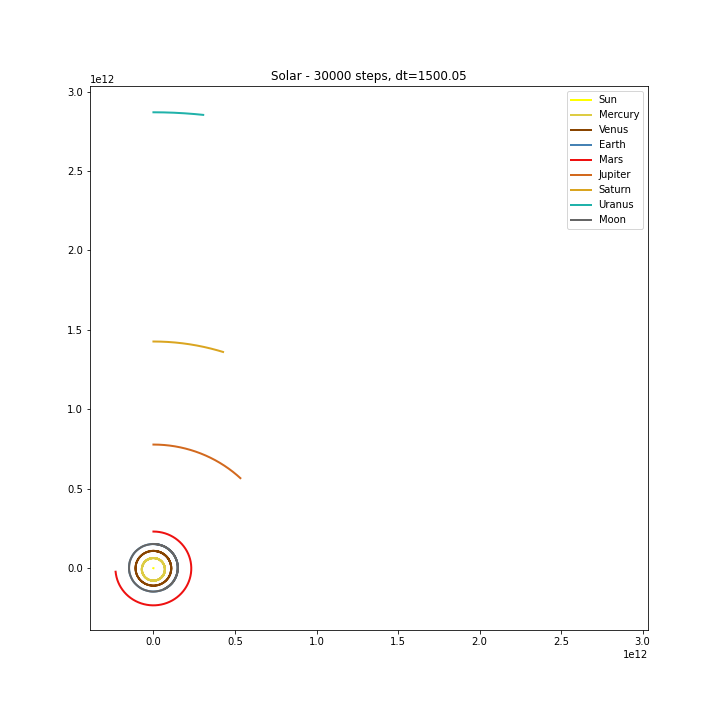 Solar - 30000 steps, dt=1500.05
1e12
3.0
2.5
2.0
1.5
1.0
0.5
0.0
Sun
Mercury
Venus
Earth
Mars
Jupiter
Saturn
Uranus
Moon
0.0 0.5 1.0 1.5 2.0 2.5 3.0
1e12